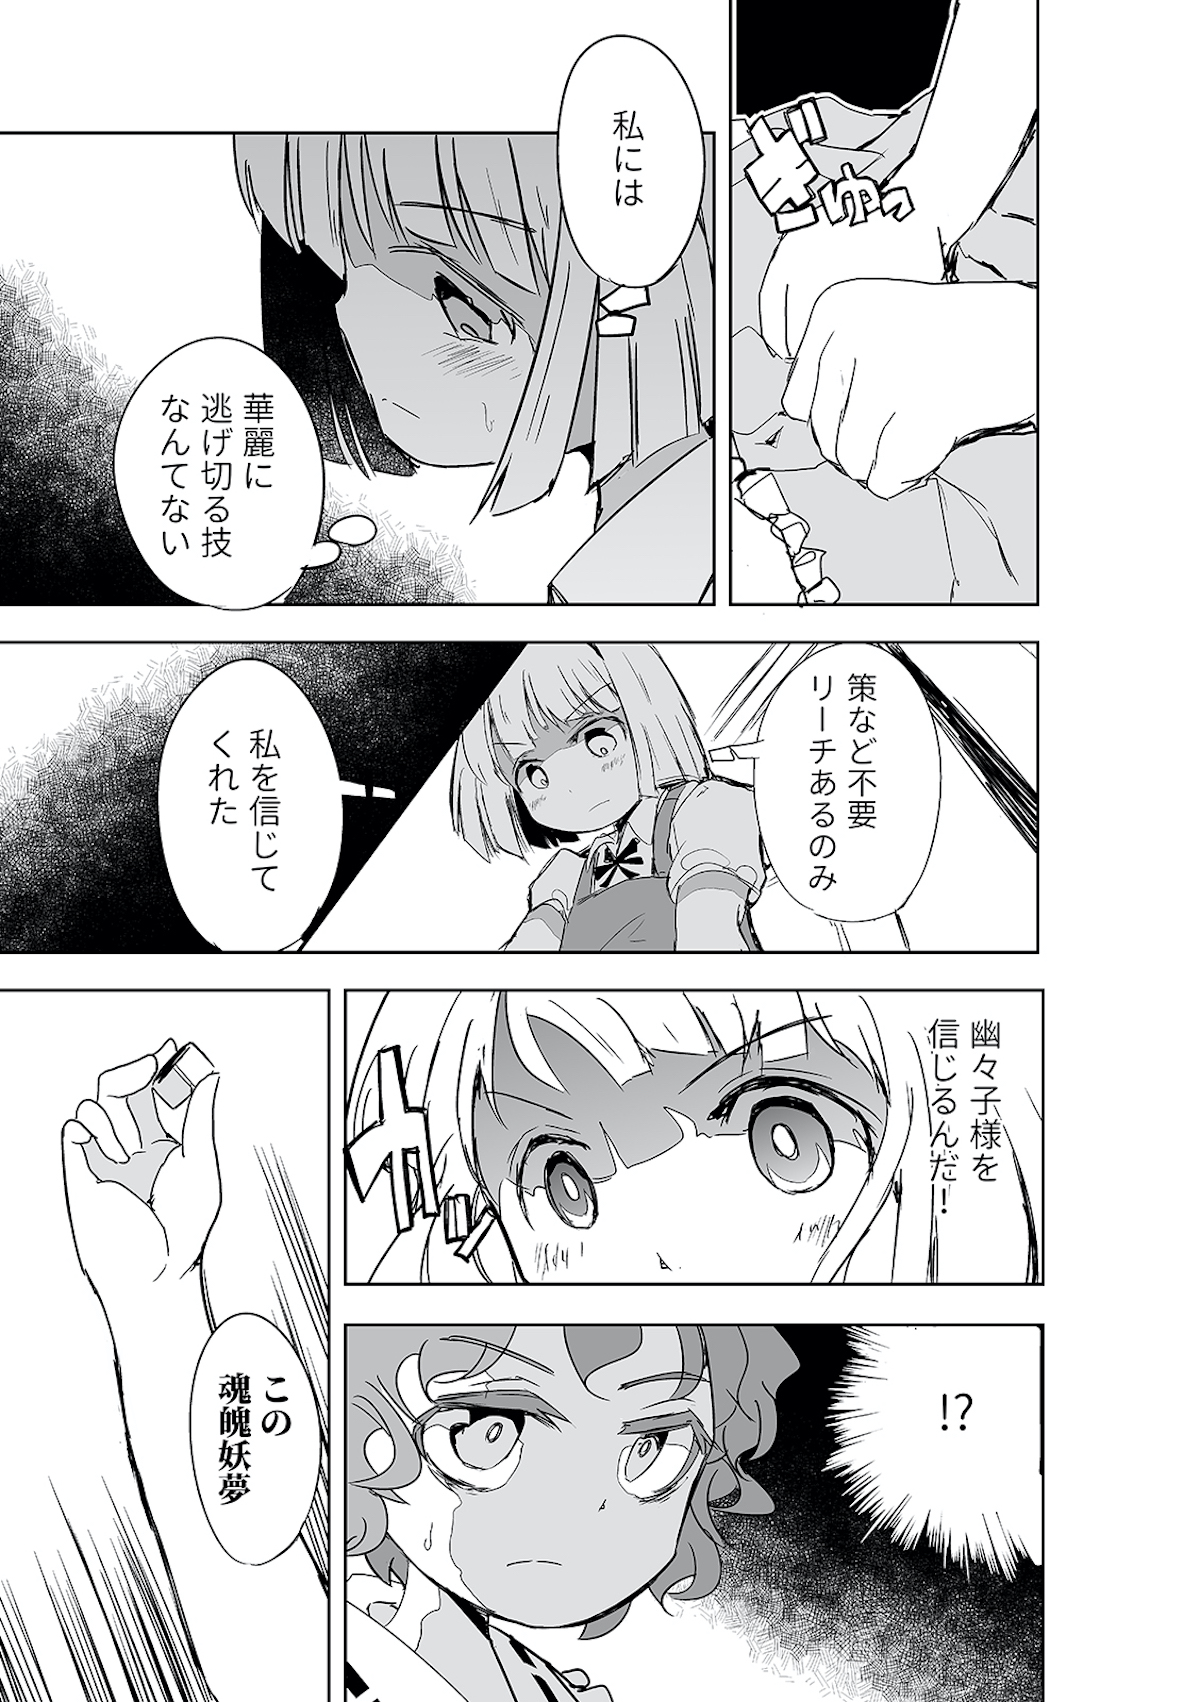 ぎゅっ
私には
華麗に
逃げ切る技
なんてない
策など不要
リーチあるのみ
私を信じて
くれた
幽々子様を
信じるんだ!
ガッ
!?
この
魂魄妖夢